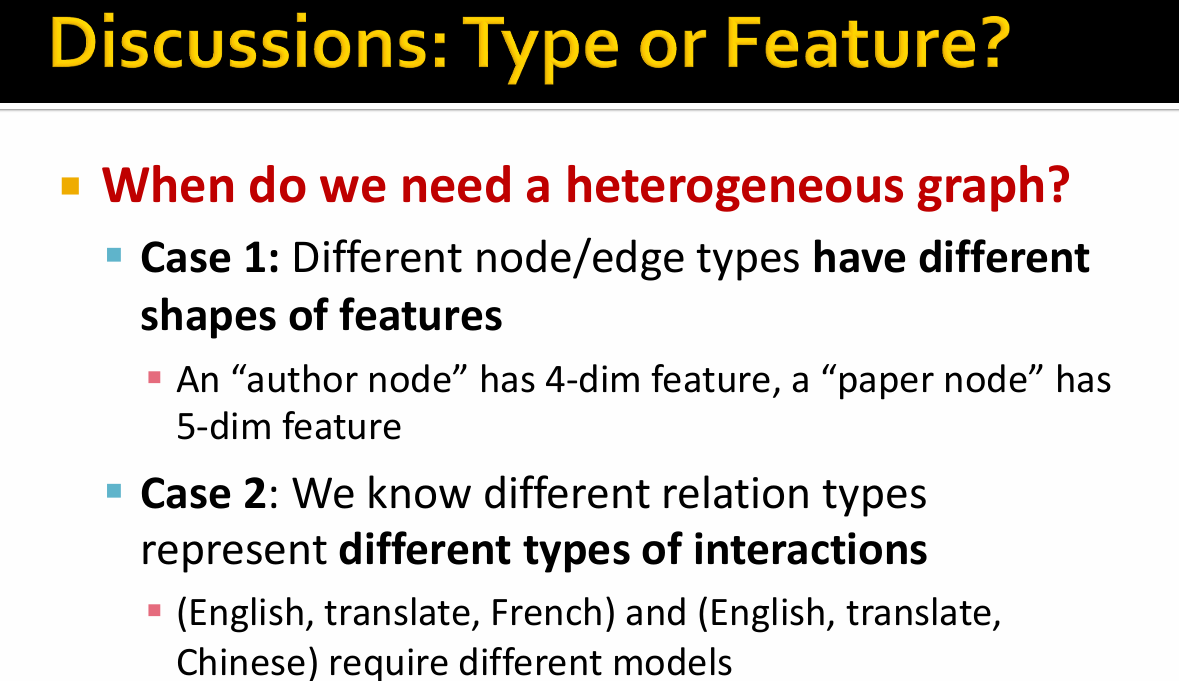 Discussions: Type or Feature?
When do we need a heterogeneous graph?
Case 1: Different node/edge types have different
shapes of features
An “author node” has 4-dim feature, a “paper node” has
5-dim feature
Case 2: We know different relation types
represent different types of interactions
(English, translate, French) and (English, translate,
Chinese) require different models